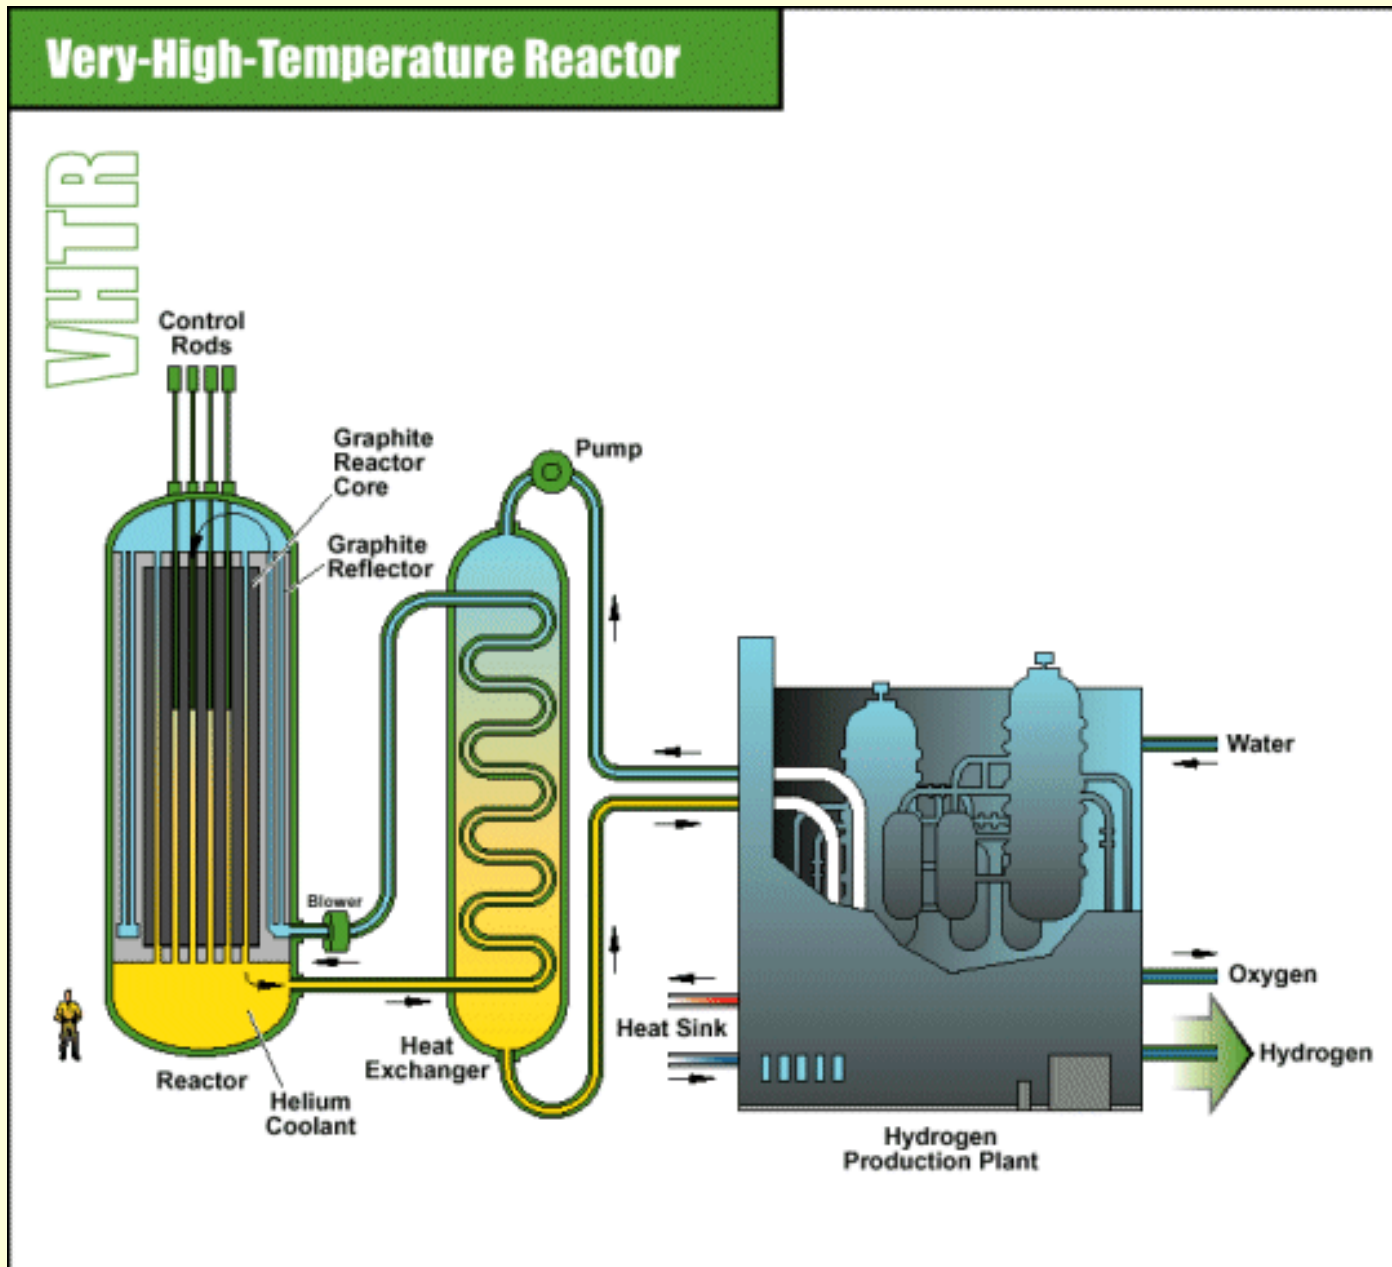 Very-High-Temperature Reactor
VHTR
Control
Rods
Graphite
Reactor
Core
Pump
Graphite
Reflector
Water
Blower
Oxygen
Heat Sink
Heat
Exchanger
Hydrogen
Reactor
Helium
Coolant
Hydrogen
Production Plant